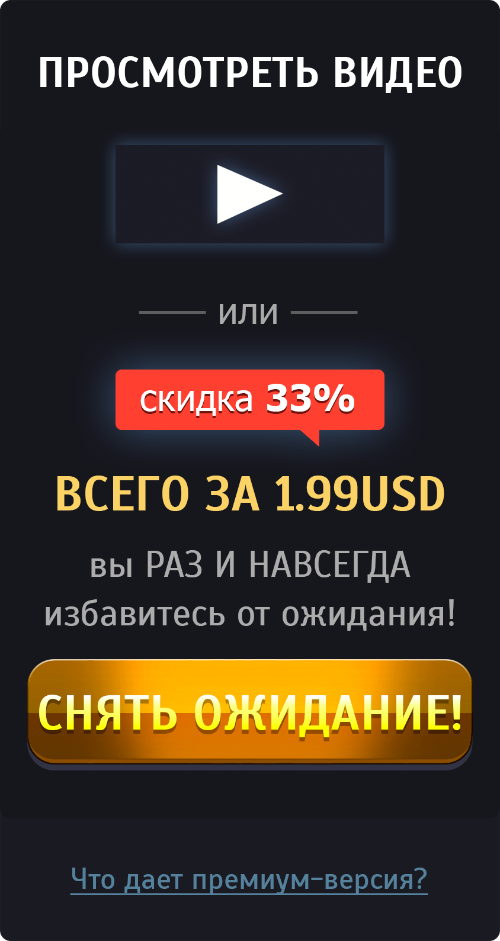 ПРОСМОТРЕТЬ ВИДЕО
или
скидка 33%
ВСЕГО ЗА 1.99USD
вы РАЗ И НАВСЕГДА
избавитесь от ожидания!
СНЯТЬ ОЖИДАНИЕ!
Что дает премиум-версия?